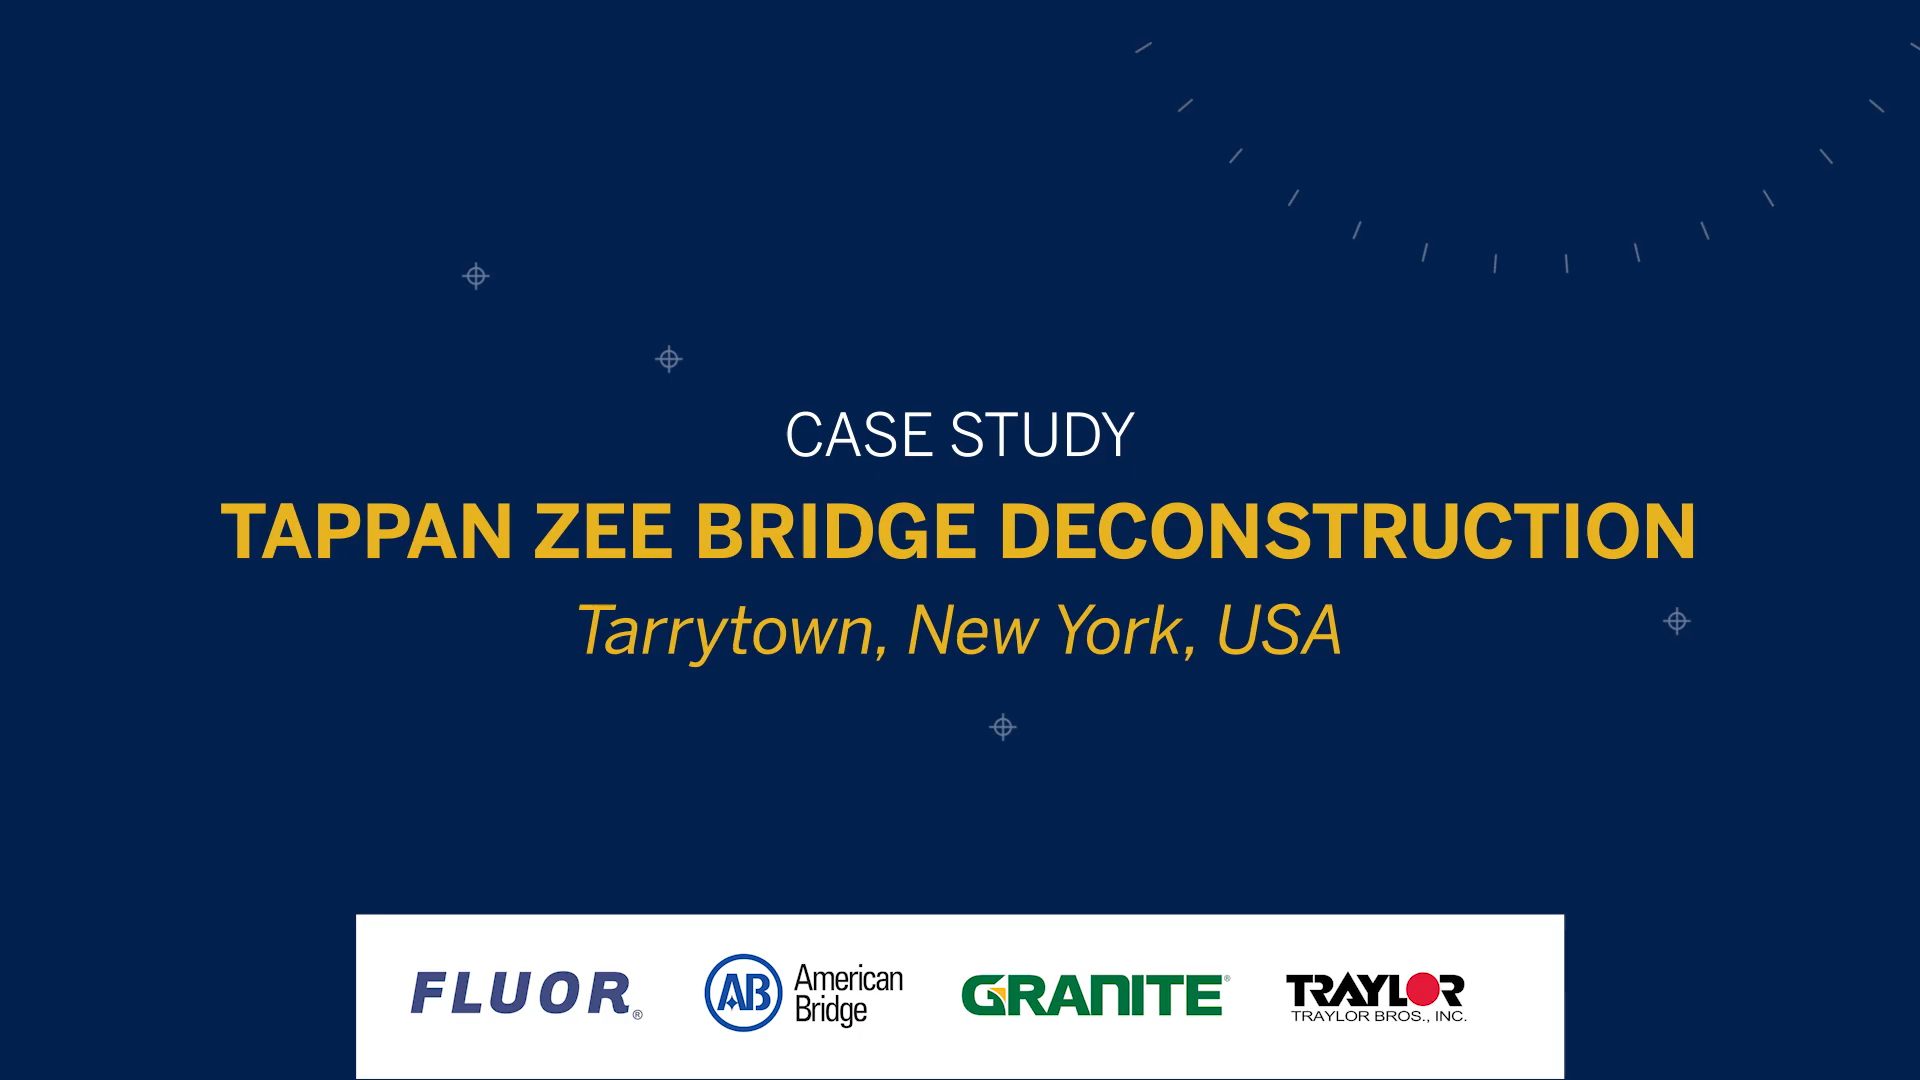 CASE STUDY
TAPPAN ZEE BRIDGE DECONSTRUCTION
Tarrytown, New York, USA
FLUOR®
AB American Bridge
GRANITE®
TRAYLOR
TRAYLOR BROS., INC.